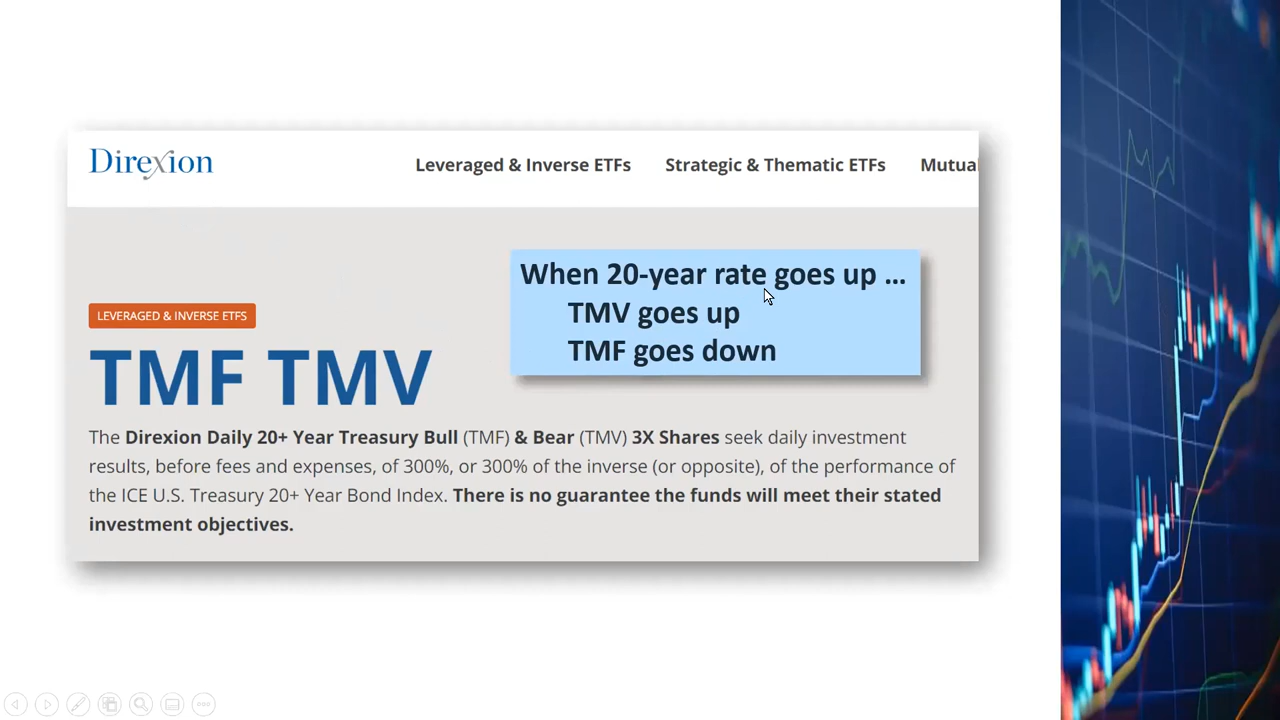 Direxion
Leveraged & Inverse ETFs Strategic & Thematic ETFs Mutual
When 20-year rate goes up ...
TMV goes up
TMF goes down
LEVERAGED & INVERSE ETFS
TMF TMV
The Direxion Daily 20+ Year Treasury Bull (TMF) & Bear (TMV) 3X Shares seek daily investment
results, before fees and expenses, of 300%, or 300% of the inverse (or opposite), of the performance of
the ICE U.S. Treasury 20+ Year Bond Index. There is no guarantee the funds will meet their stated
investment objectives.